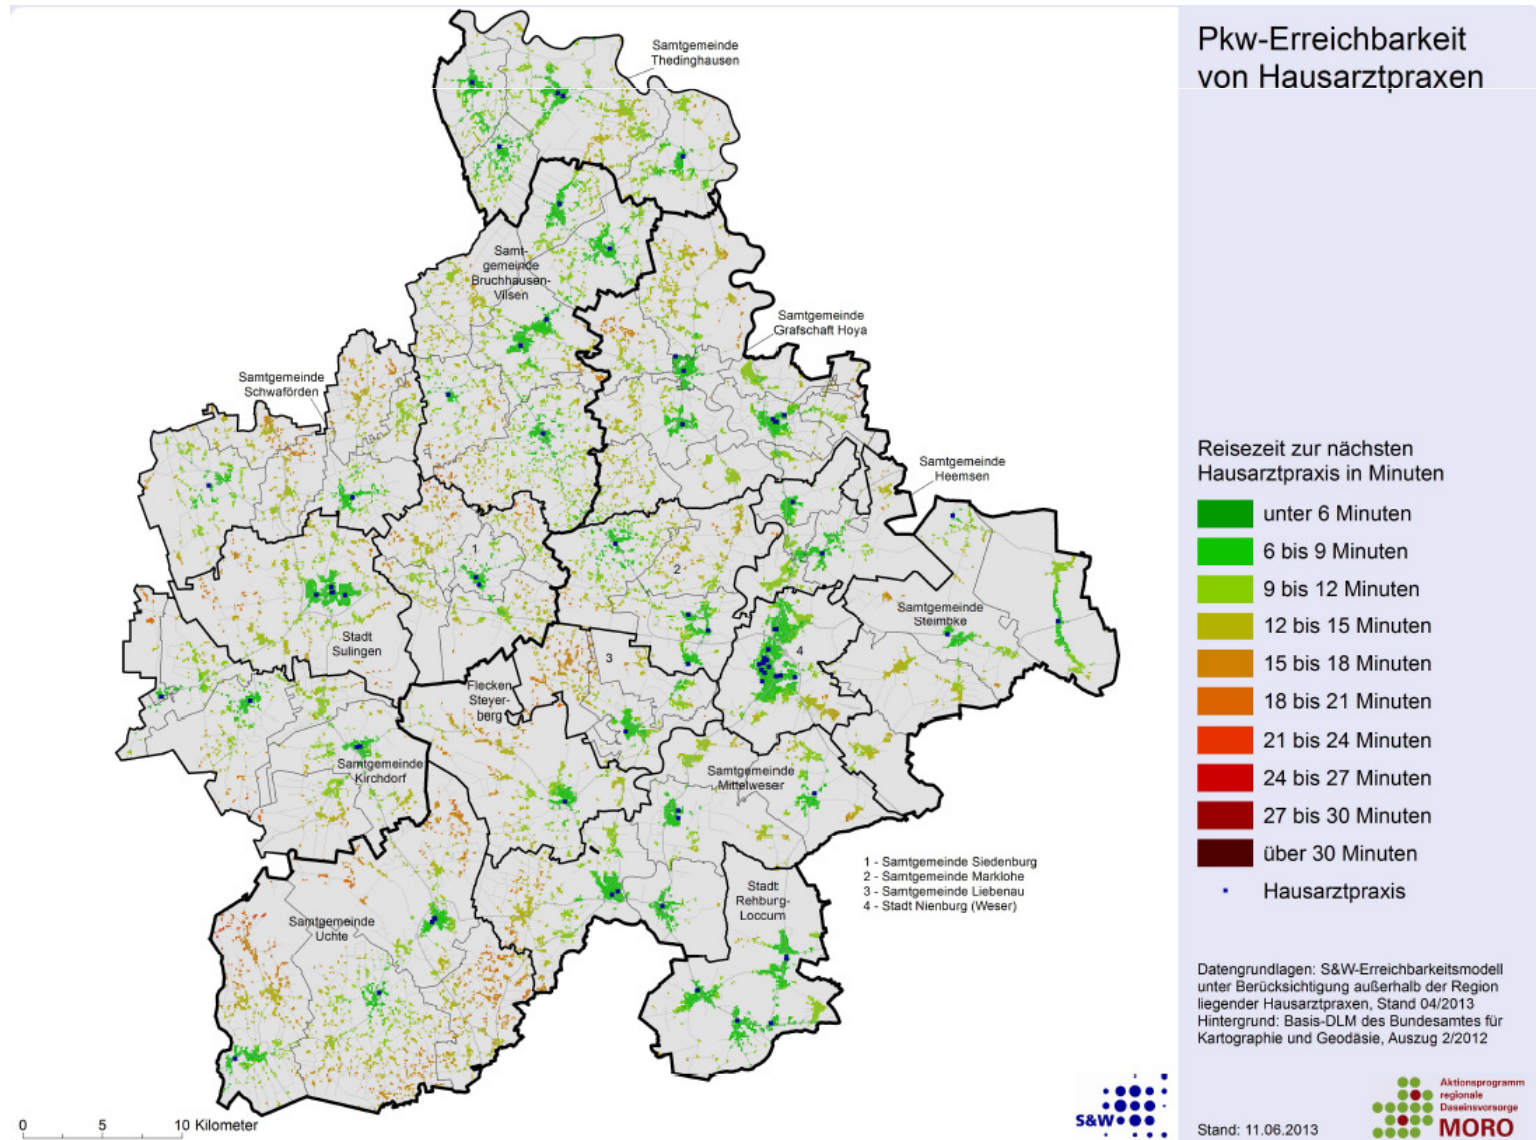 Pkw-Erreichbarkeit
von Hausarztpraxen
Samtgemeinde
Thedinghausen
Samt-
gemeinde
Bruchhausen-
Vilsen
Samtgemeinde
Grafschaft Hoya
Samtgemeinde
Schwaförden
Samtgemeinde
Heemsen
1
2
Samtgemeinde
Steimbke
Stadt
Sulingen
3
4
Flecken
Steyer-
berg
Samtgemeinde
Kirchdorf
Samtgemeinde
Mittelweser
1 - Samtgemeinde Siedenburg
2 - Samtgemeinde Marklohe
3 - Samtgemeinde Liebenau
4 - Stadt Nienburg (Weser)
Stadt
Rehburg-
Loccum
Samtgemeinde
Uchte
0 5 10 Kilometer
S&W
Reisezeit zur nächsten
Hausarztpraxis in Minuten
unter 6 Minuten
6 bis 9 Minuten
9 bis 12 Minuten
12 bis 15 Minuten
15 bis 18 Minuten
18 bis 21 Minuten
21 bis 24 Minuten
24 bis 27 Minuten
27 bis 30 Minuten
über 30 Minuten
Hausarztpraxis
Datengrundlagen: S&W-Erreichbarkeitsmodell
unter Berücksichtigung außerhalb der Region
liegender Hausarztpraxen, Stand 04/2013
Hintergrund: Basis-DLM des Bundesamtes für
Kartographie und Geodäsie, Auszug 2/2012
Stand: 11.06.2013
Aktionsprogramm
regionale
Daseinsvorsorge
MORO